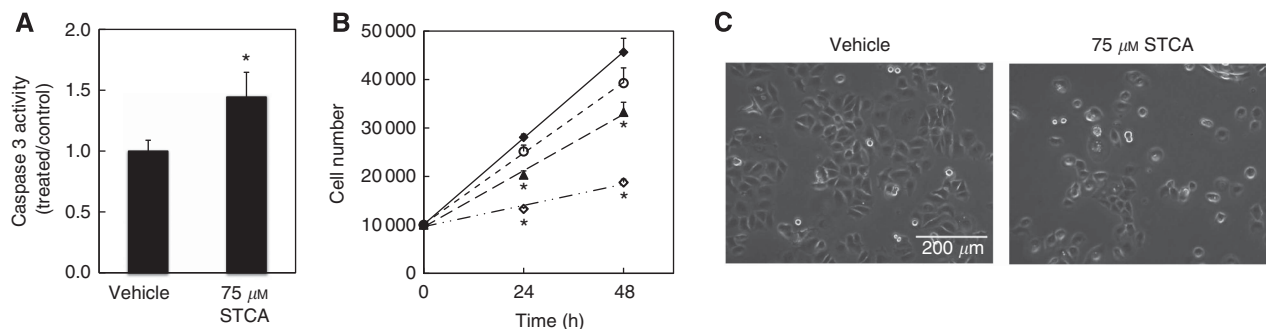 A
Caspase 3 activity
(treated/control)
2.0
1.5
1.0
0.5
0.0
*
Vehicle
75 μM
STCA
B
Cell number
50 000
40 000
30 000
20 000
10 000
0
*
*
*
*
0
24
48
Time (h)
C
Vehicle
75 μM STCA
200 μm